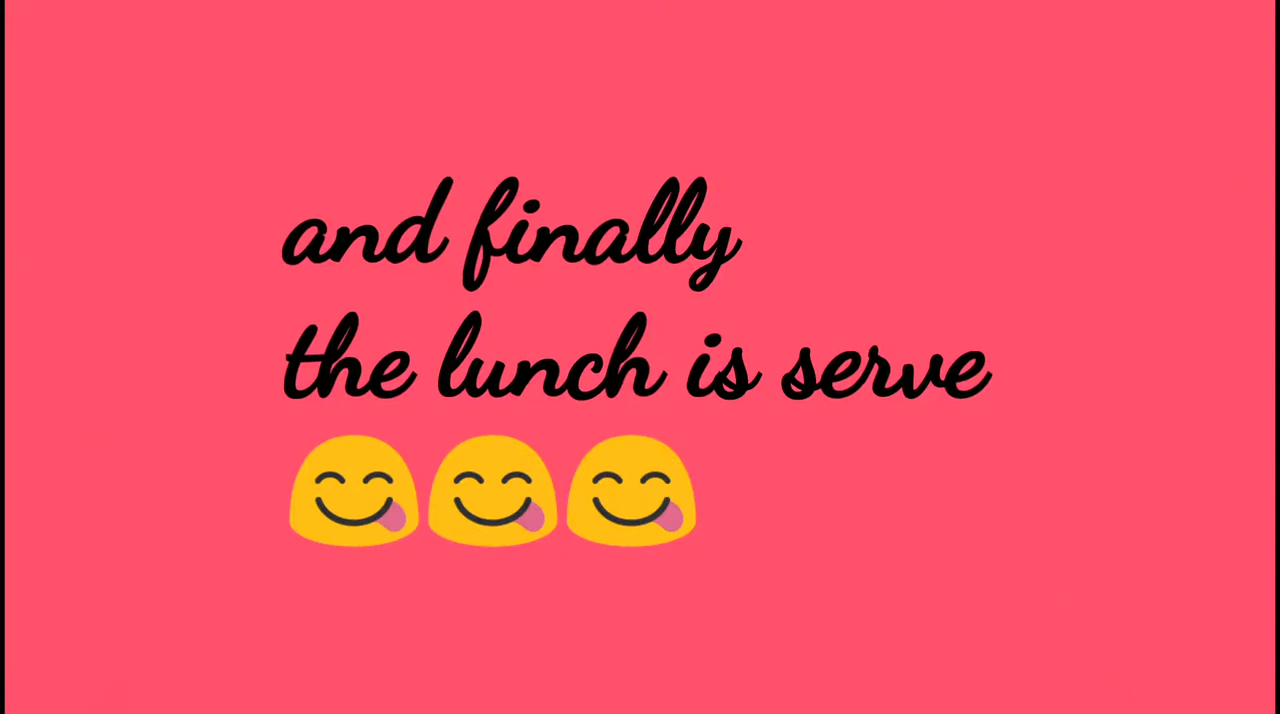 and finally
the lunch is serve
😋😋😋